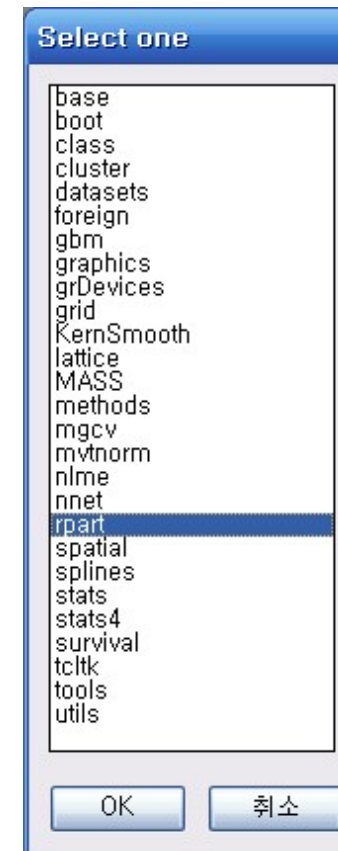 Select one
base
boot
class
cluster
datasets
foreign
gbm
graphics
grDevices
grid
KernSmooth
lattice
MASS
methods
mgcv
mvtnorm
nlme
nnet
rpart
spatial
splines
stats
stats4
survival
tcltk
tools
utils
OK 취소